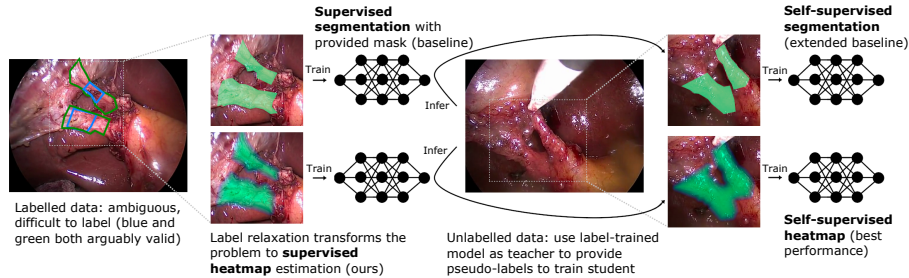 Supervised
segmentation with
provided mask (baseline)
Self-supervised
segmentation
(extended baseline)
Train
Infer
Train
Train
Infer
Train
Labelled data: ambiguous,
difficult to label (blue and
green both arguably valid)
Label relaxation transforms the
problem to supervised
heatmap estimation (ours)
Unlabelled data: use label-trained
model as teacher to provide
pseudo-labels to train student
Self-supervised
heatmap (best
performance)